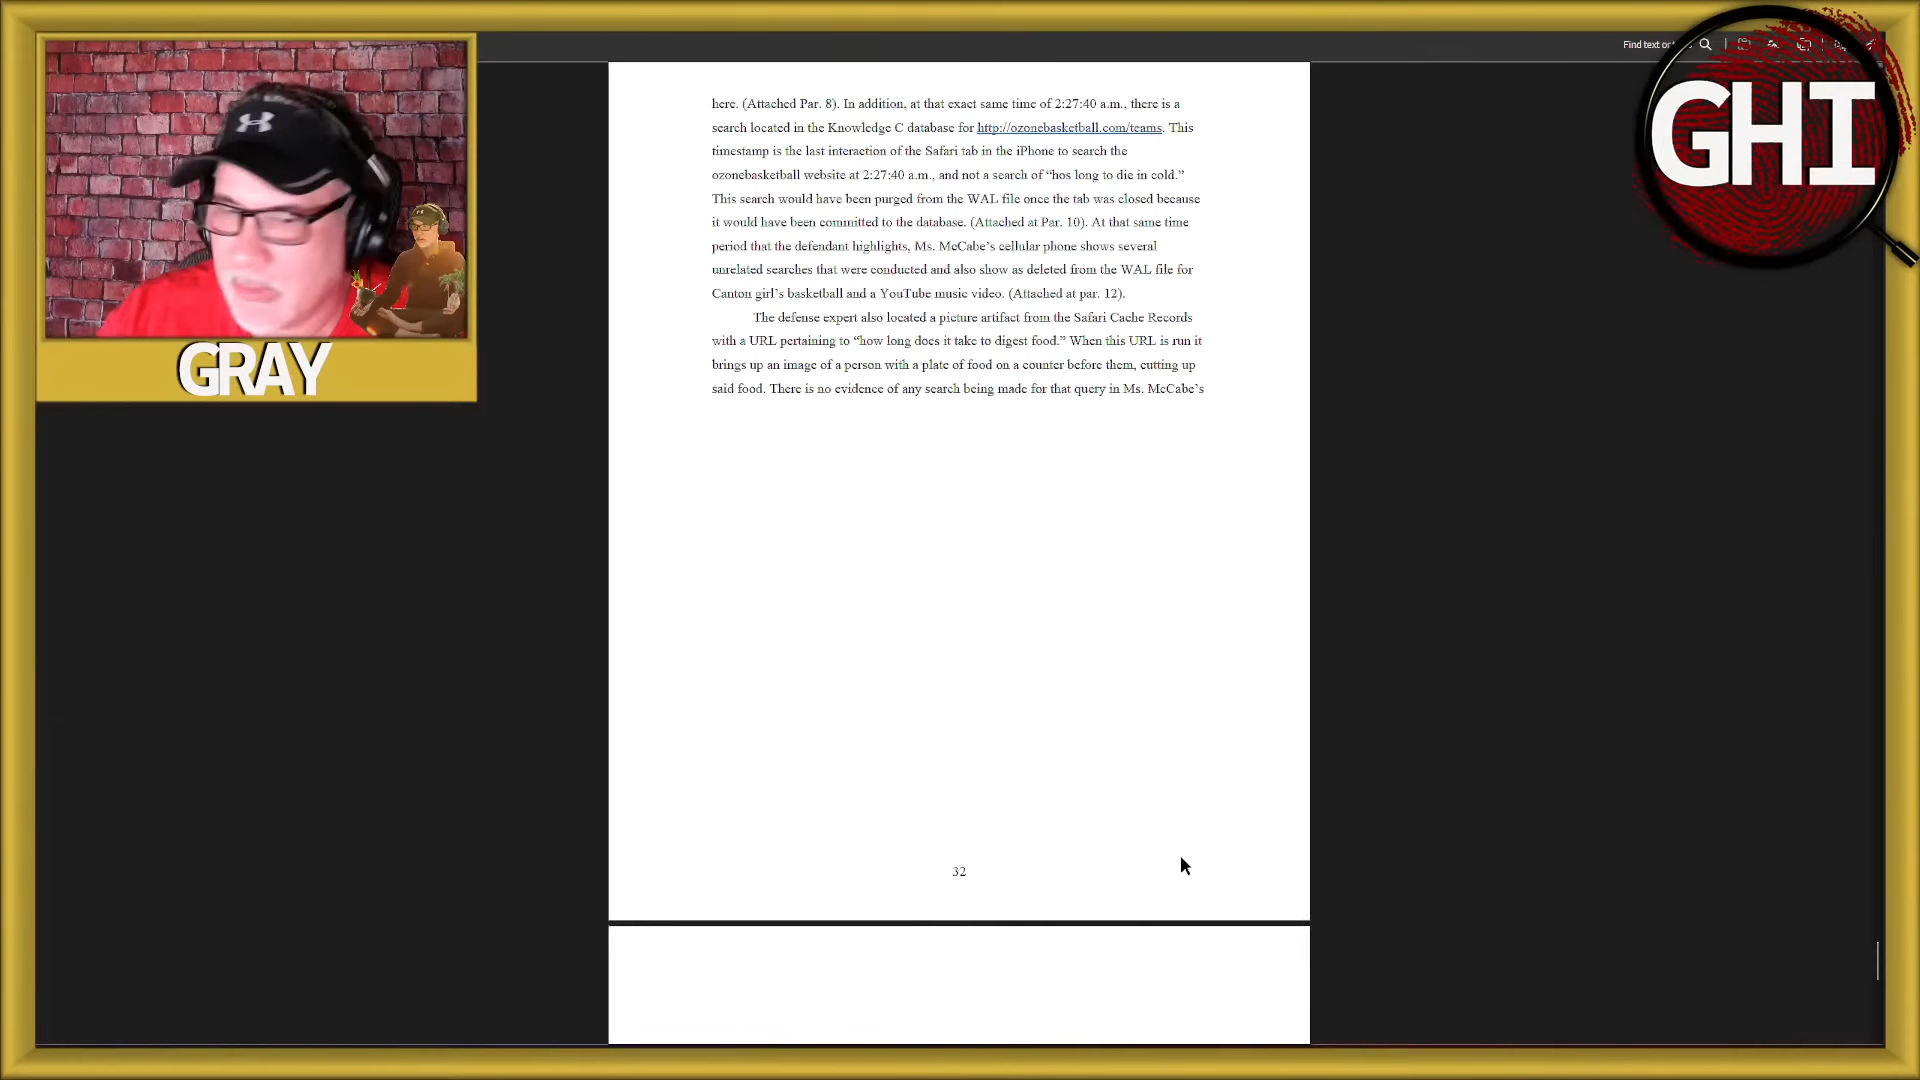 Find text or
GHI
here. (Attached Par. 8). In addition, at that exact same time of 2:27:40 a.m., there is a
search located in the Knowledge C database for http://ozonebasketball.com/teams. This
timestamp is the last interaction of the Safari tab in the iPhone to search the
ozonebasketball website at 2:27:40 a.m., and not a search of “hos long to die in cold.”
This search would have been purged from the WAL file once the tab was closed because
it would have been committed to the database. (Attached at Par. 10). At that same time
period that the defendant highlights, Ms. McCabe’s cellular phone shows several
unrelated searches that were conducted and also show as deleted from the WAL file for
Canton girl’s basketball and a YouTube music video. (Attached at par. 12).
The defense expert also located a picture artifact from the Safari Cache Records
with a URL pertaining to “how long does it take to digest food.” When this URL is run it
brings up an image of a person with a plate of food on a counter before them, cutting up
said food. There is no evidence of any search being made for that query in Ms. McCabe’s
32
GRAY